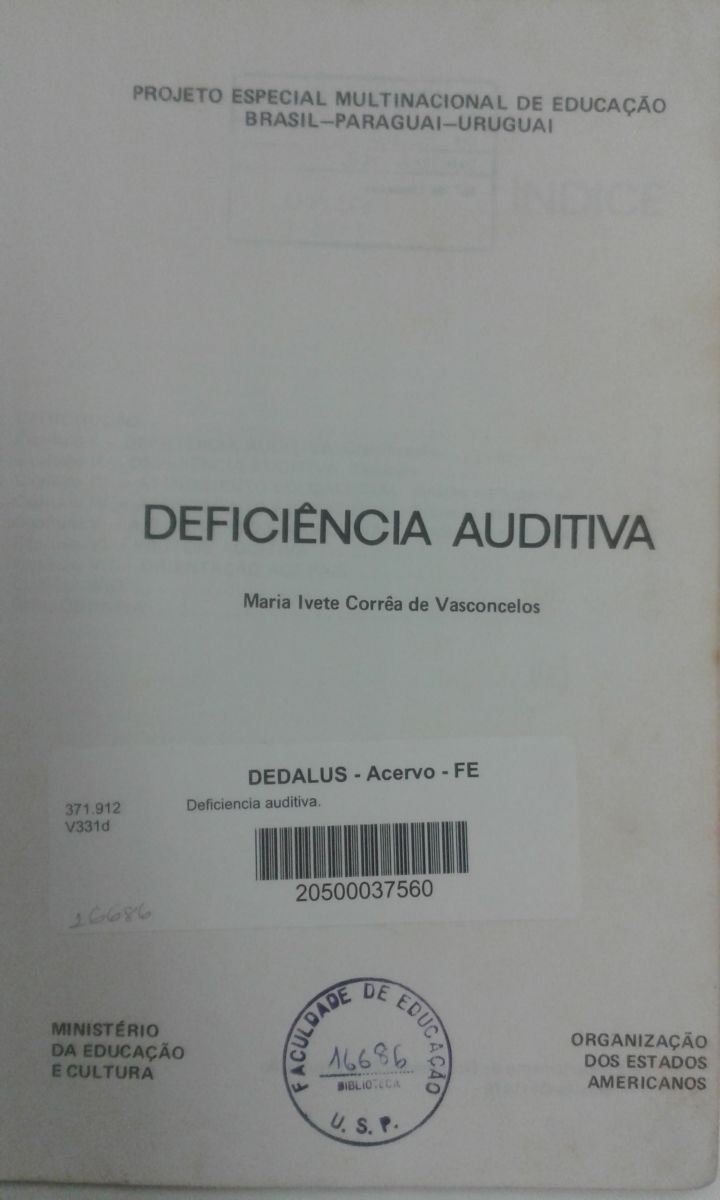 PROJETO ESPECIAL MULTINACIONAL DE EDUCAÇÃO
BRASIL—PARAGUAI—URUGUAI
ÍNDICE
DEFICIÊNCIA AUDITIVA
Maria Ivete Corrêa de Vasconcelos
DEDALUS - Acervo - FE
371.912
V331d
Deficiencia auditiva.
20500037560
16686
MINISTÉRIO
DA EDUCAÇÃO
E CULTURA
FACULDADE DE EDUCAÇÃO
16686
BIBLIOTECA
U. S. P.
ORGANIZAÇÃO
DOS ESTADOS
AMERICANOS